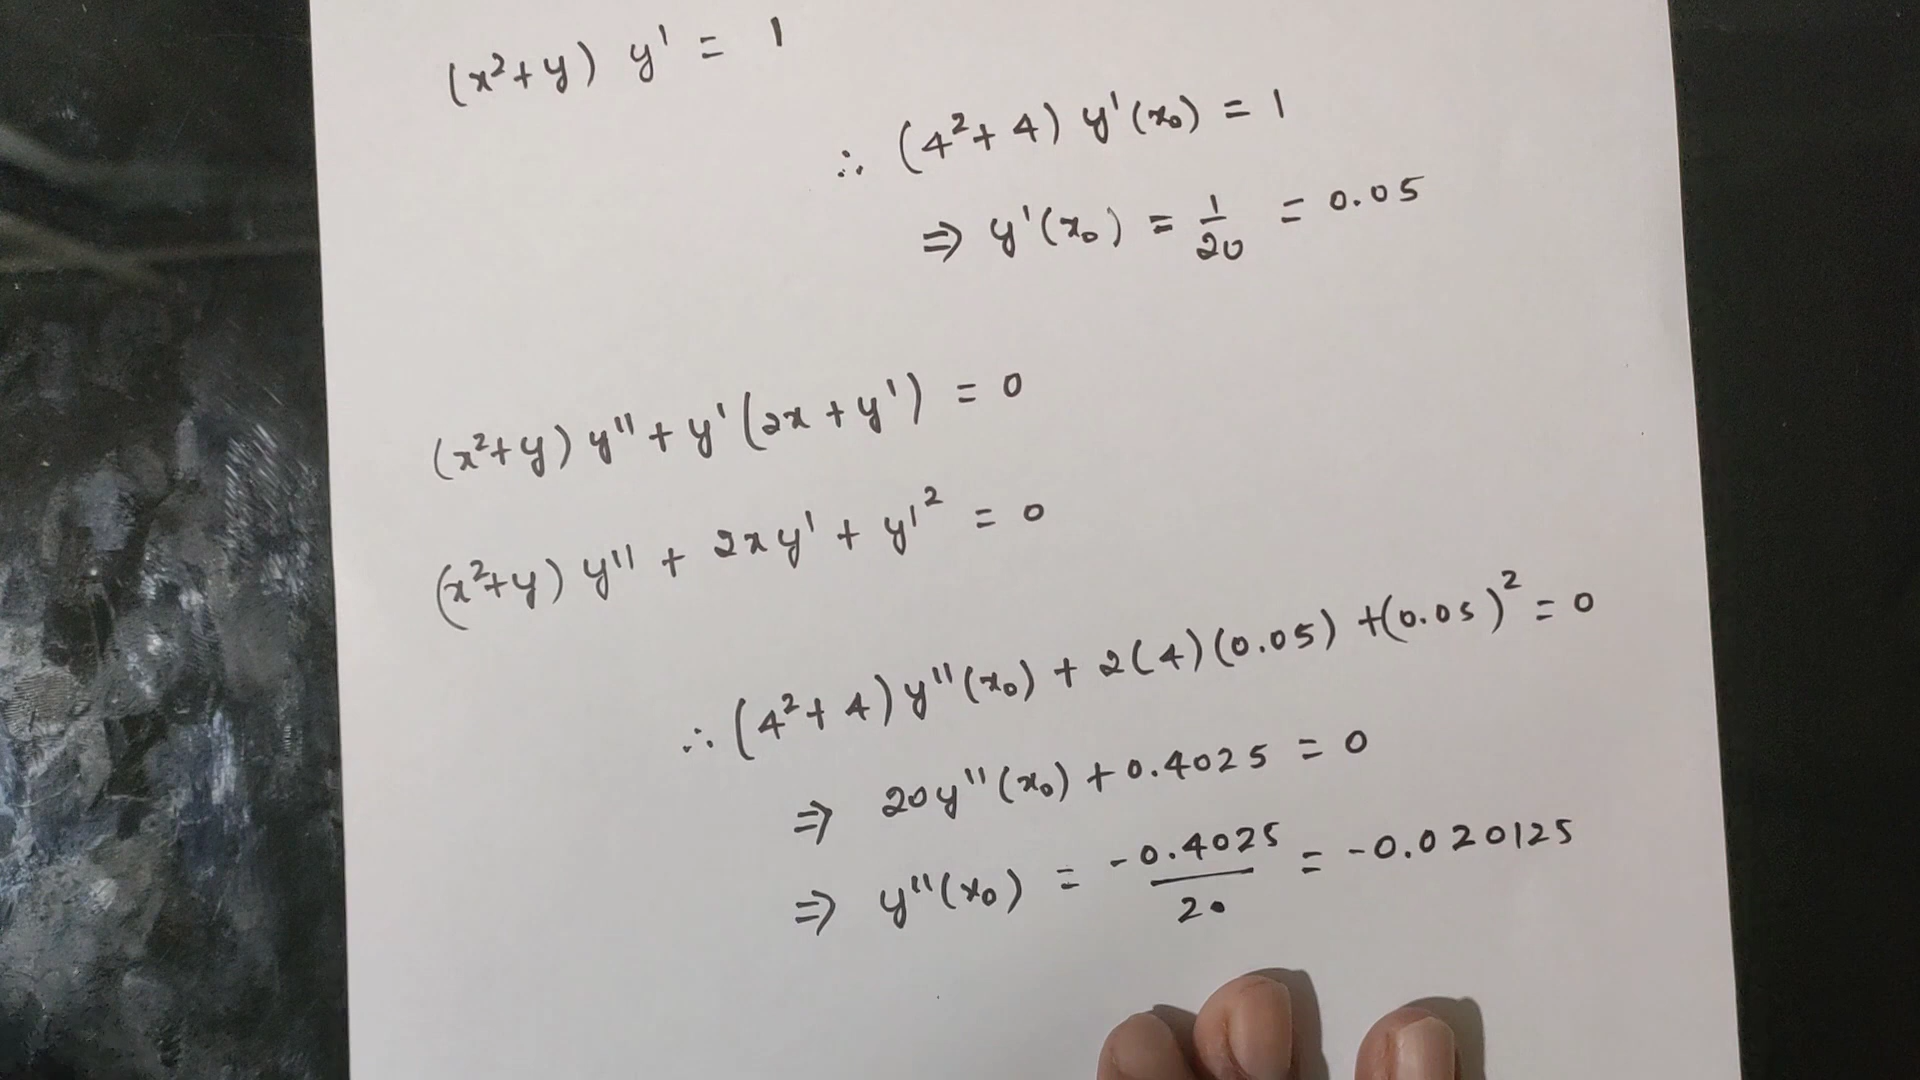 (x²+y) y' = 1
∴ (4²+4) y'(x₀) = 1
⇒ y'(x₀) = 1/20 = 0.05
(x²+y) y'' + y'(2x + y') = 0
(x²+y) y'' + 2xy' + y'² = 0
∴ (4²+4) y''(x₀) + 2(4)(0.05) + (0.05)² = 0
⇒ 20y''(x₀) + 0.4025 = 0
⇒ y''(x₀) = -0.4025/20 = -0.020125